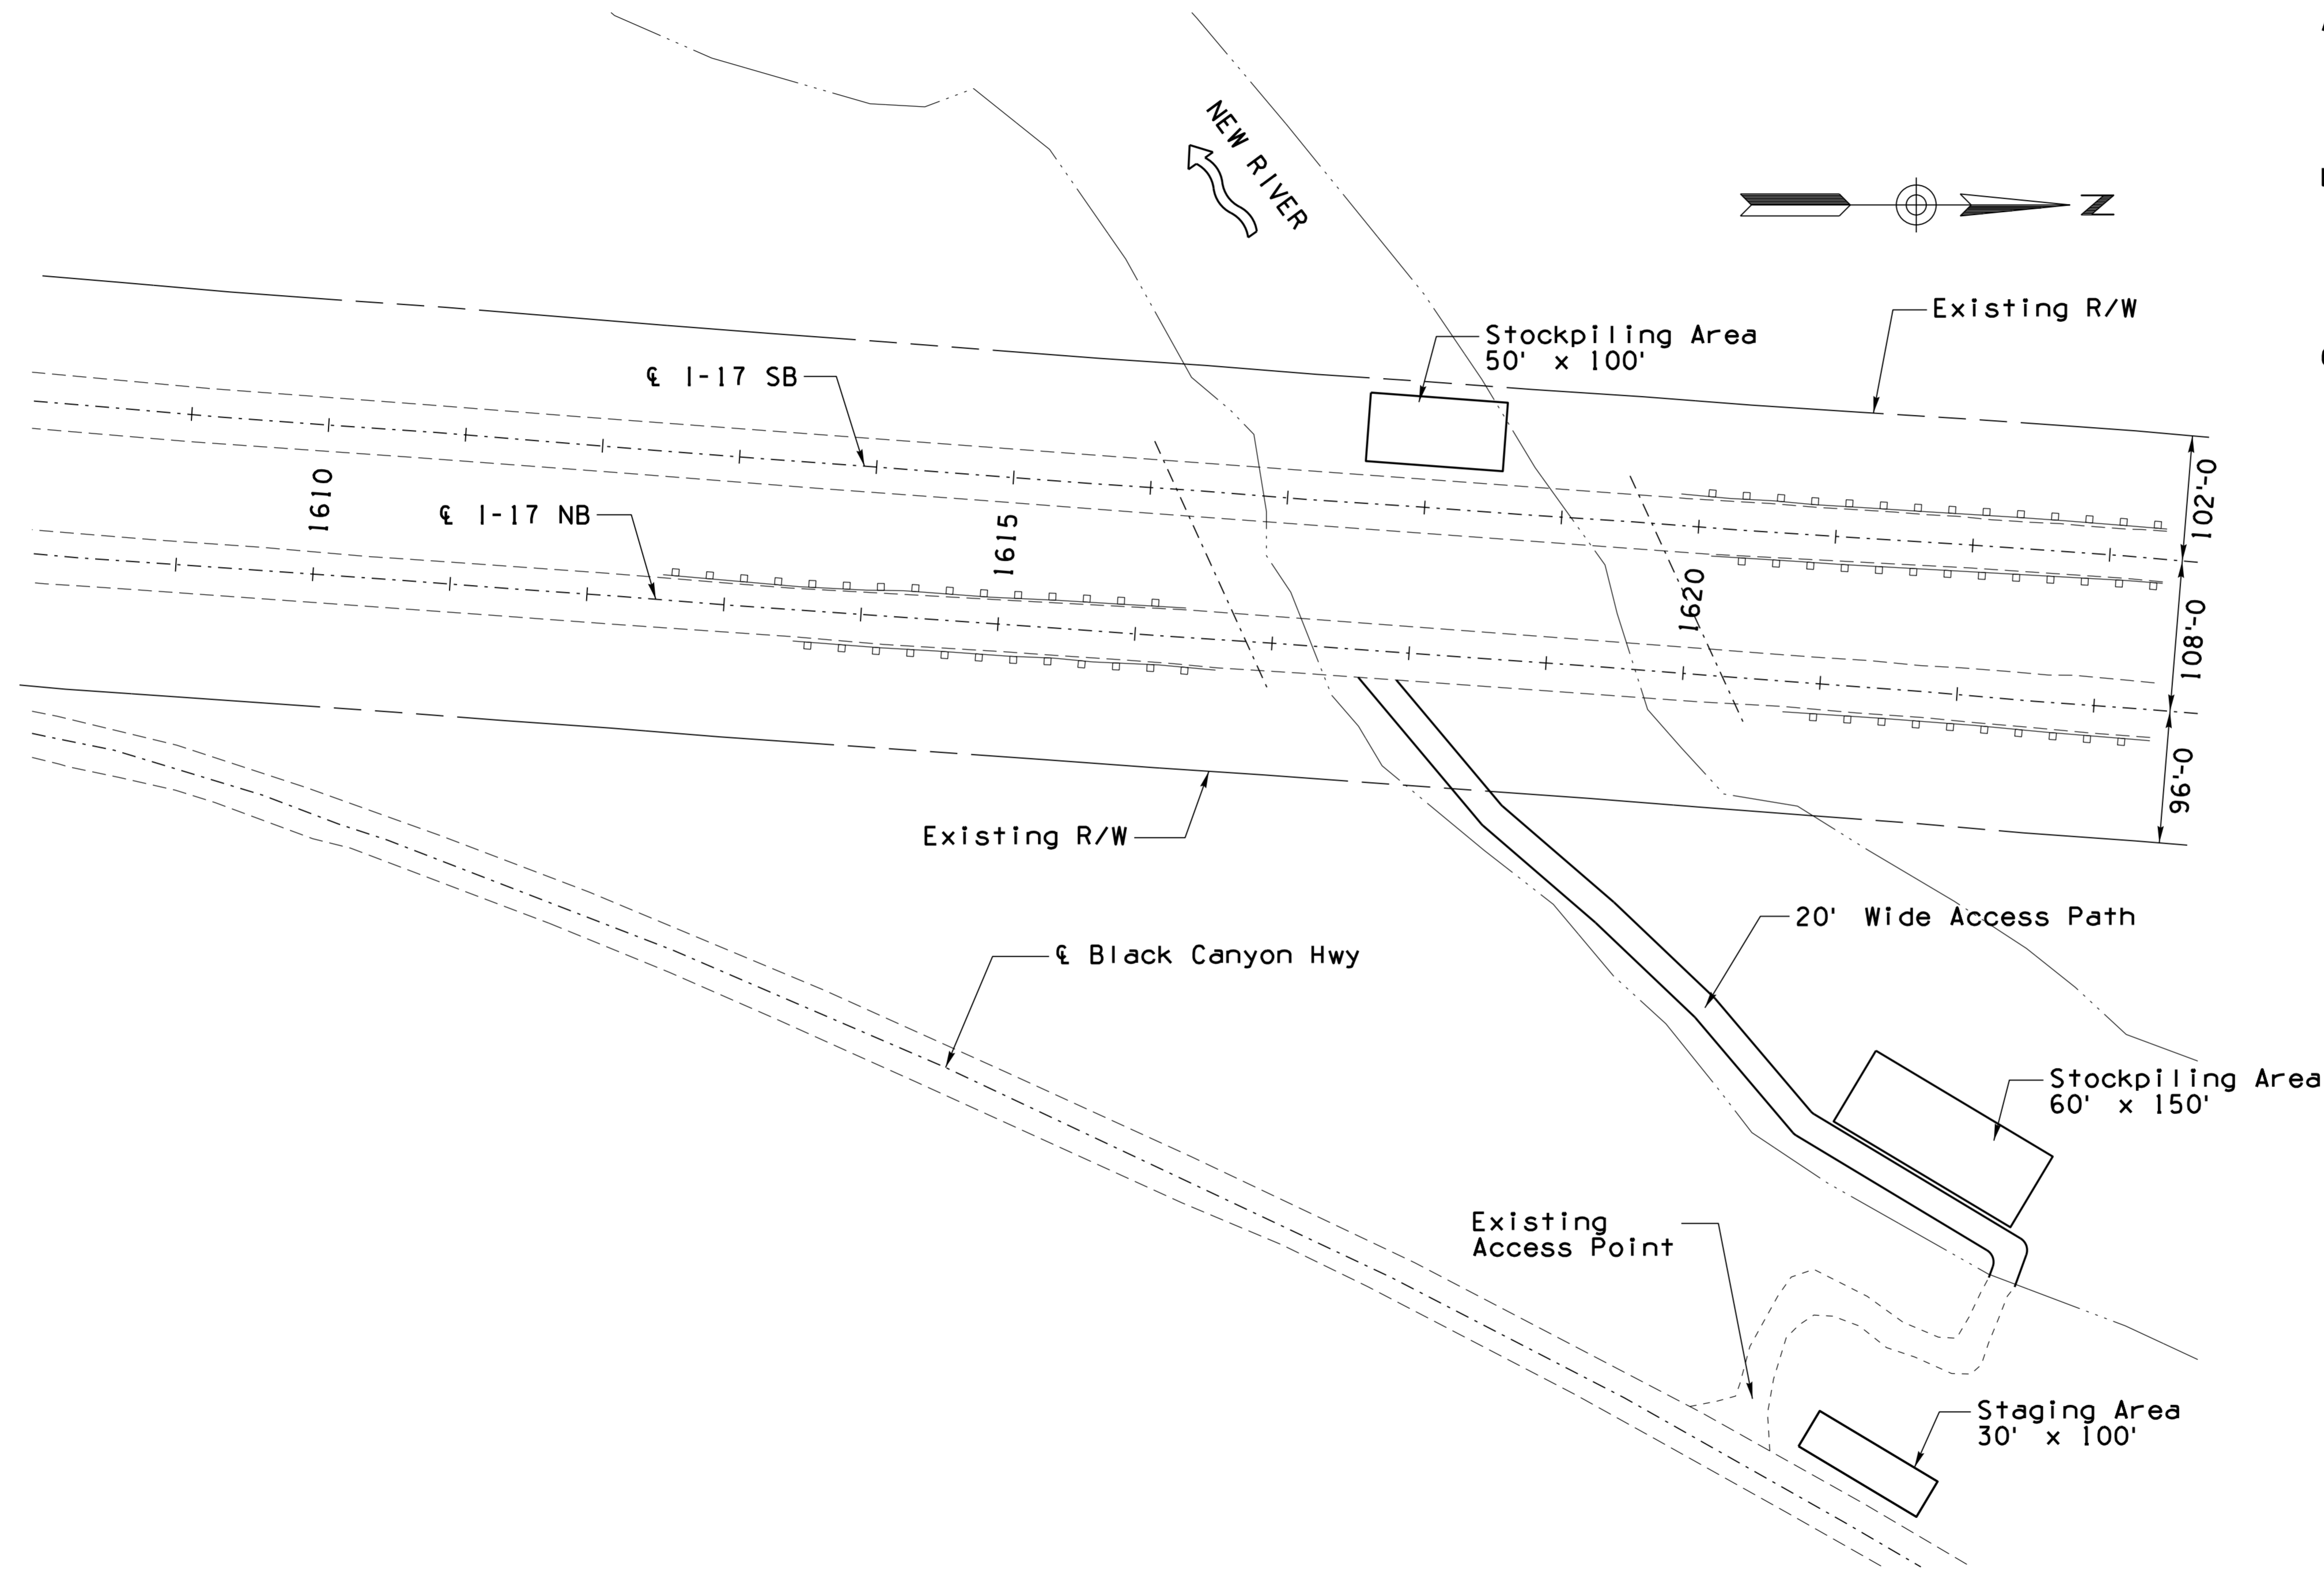 NEW RIVER
N
Existing R/W
Stockpiling Area
50' x 100'
℄ I-17 SB
1610
℄ I-17 NB
1615
1620
102'-0
108'-0
96'-0
Existing R/W
20' Wide Access Path
℄ Black Canyon Hwy
Stockpiling Area
60' x 150'
Existing
Access Point
Staging Area
30' x 100'